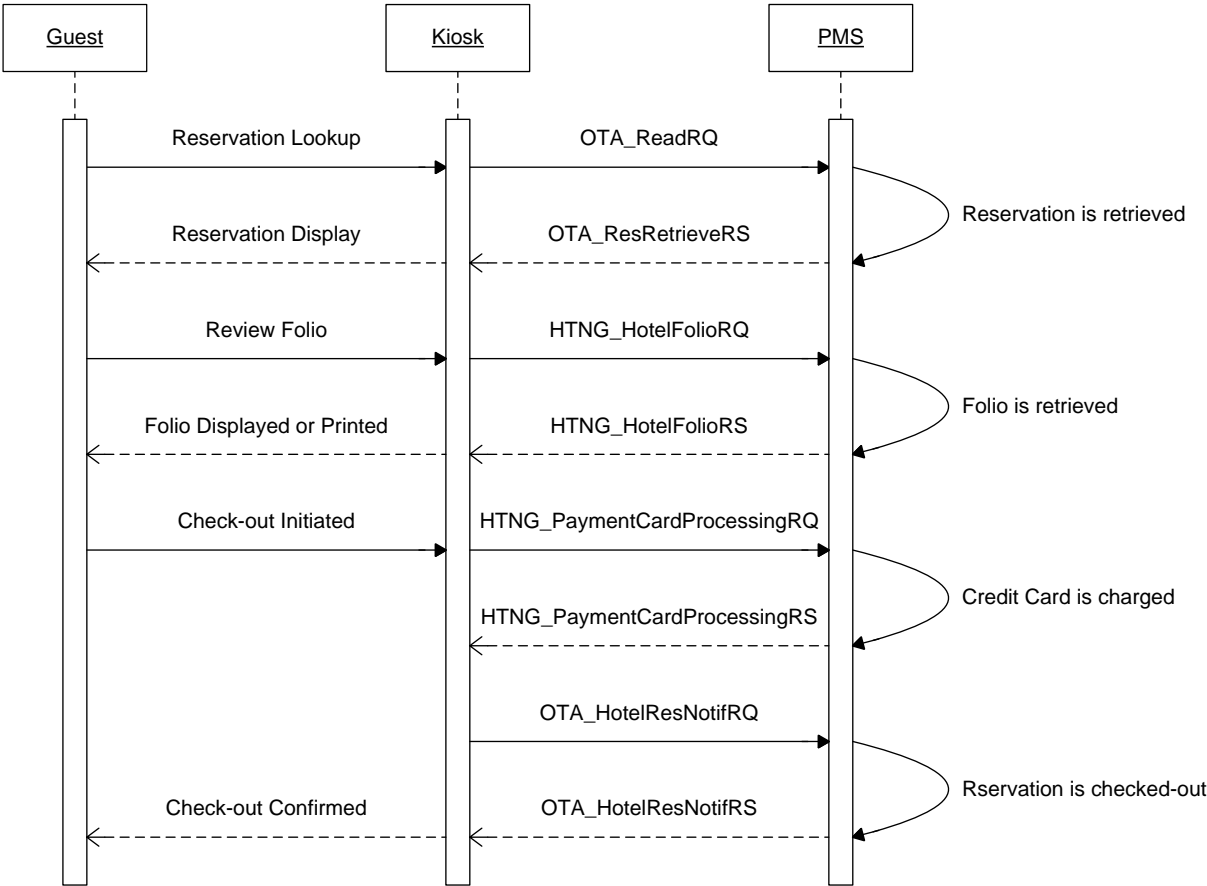 Guest
Kiosk
PMS
Reservation Lookup
OTA_ReadRQ
Reservation is retrieved
Reservation Display
OTA_ResRetrieveRS
Review Folio
HTNG_HotelFolioRQ
Folio is retrieved
Folio Displayed or Printed
HTNG_HotelFolioRS
Check-out Initiated
HTNG_PaymentCardProcessingRQ
Credit Card is charged
HTNG_PaymentCardProcessingRS
OTA_HotelResNotifRQ
Rservation is checked-out
Check-out Confirmed
OTA_HotelResNotifRS